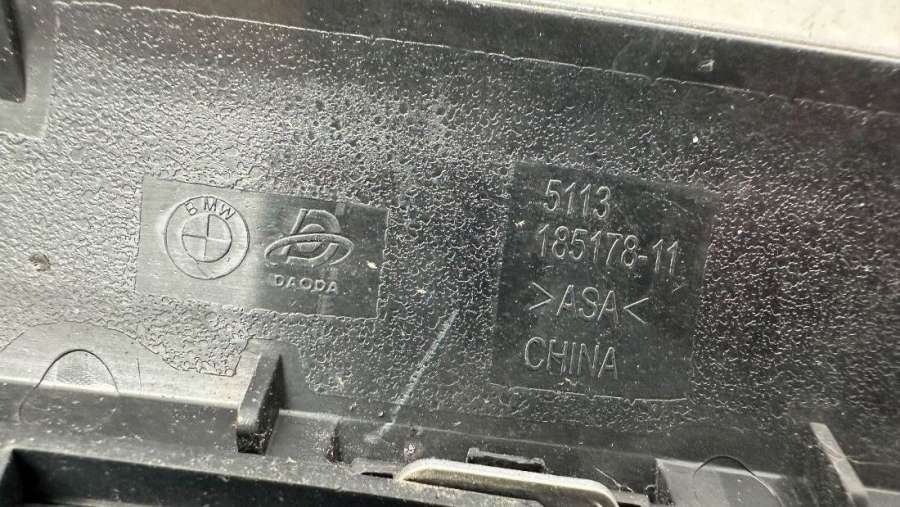 BMW
DAODA
5113
185178-11
>ASA<
CHINA